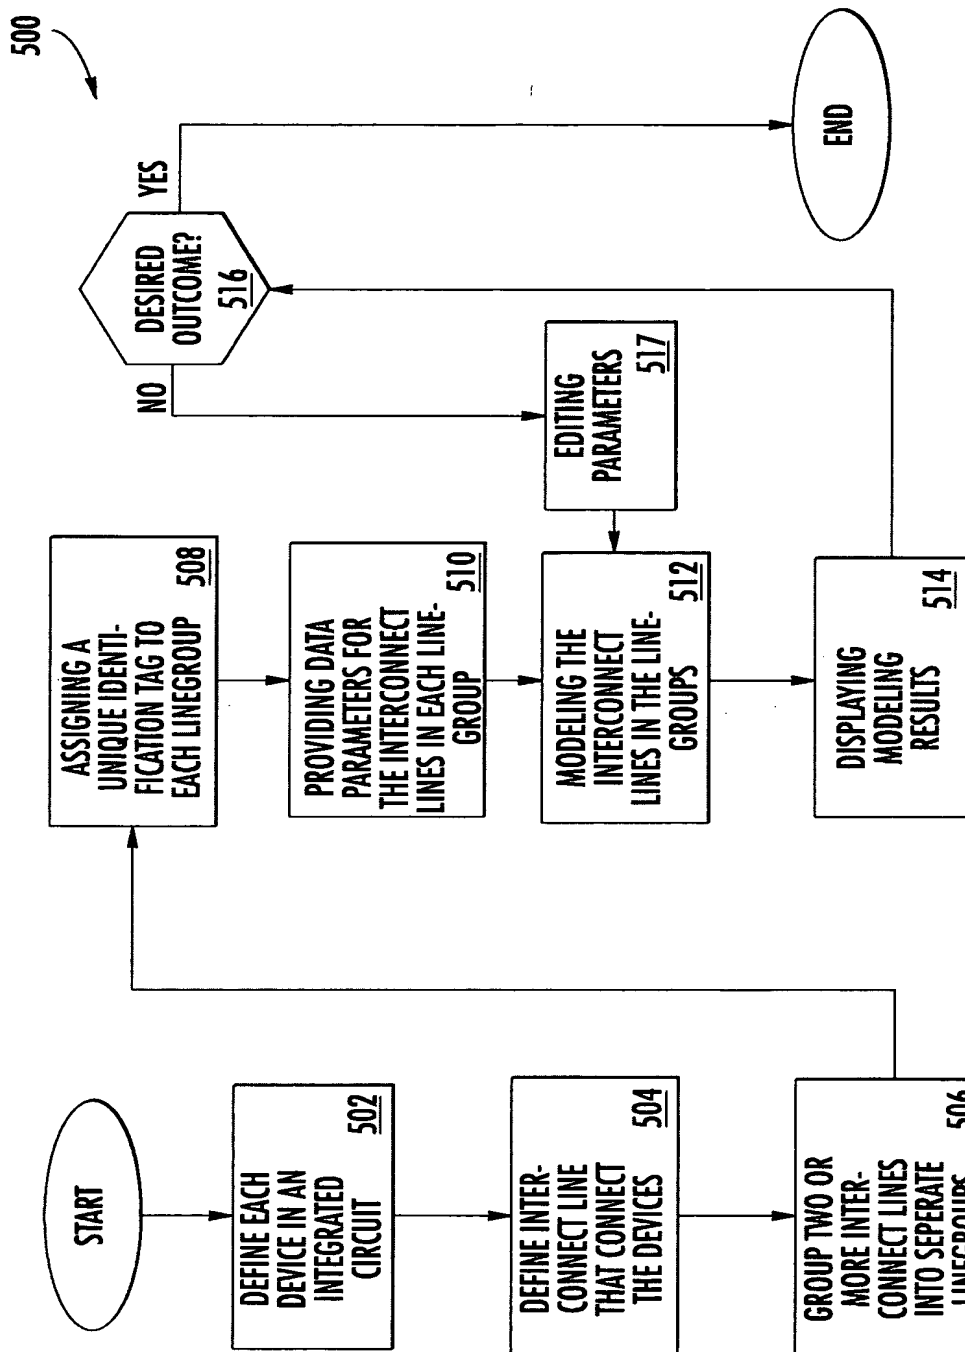 500
START
DEFINE EACH
DEVICE IN AN
INTEGRATED
CIRCUIT
502
DEFINE INTER-
CONNECT LINE
THAT CONNECT
THE DEVICES
504
GROUP TWO OR
MORE INTER-
CONNECT LINES
INTO SEPERATE
LINEGROUPS
506
ASSIGNING A
UNIQUE IDENTI-
FICATION TAG TO
EACH LINEGROUP
508
PROVIDING DATA
PARAMETERS FOR
THE INTERCONNECT
LINES IN EACH LINE-
GROUP
510
MODELING THE
INTERCONNECT
LINES IN THE LINE-
GROUPS
512
DISPLAYING
MODELING
RESULTS
514
DESIRED
OUTCOME?
516
NO
YES
EDITING
PARAMETERS
517
END